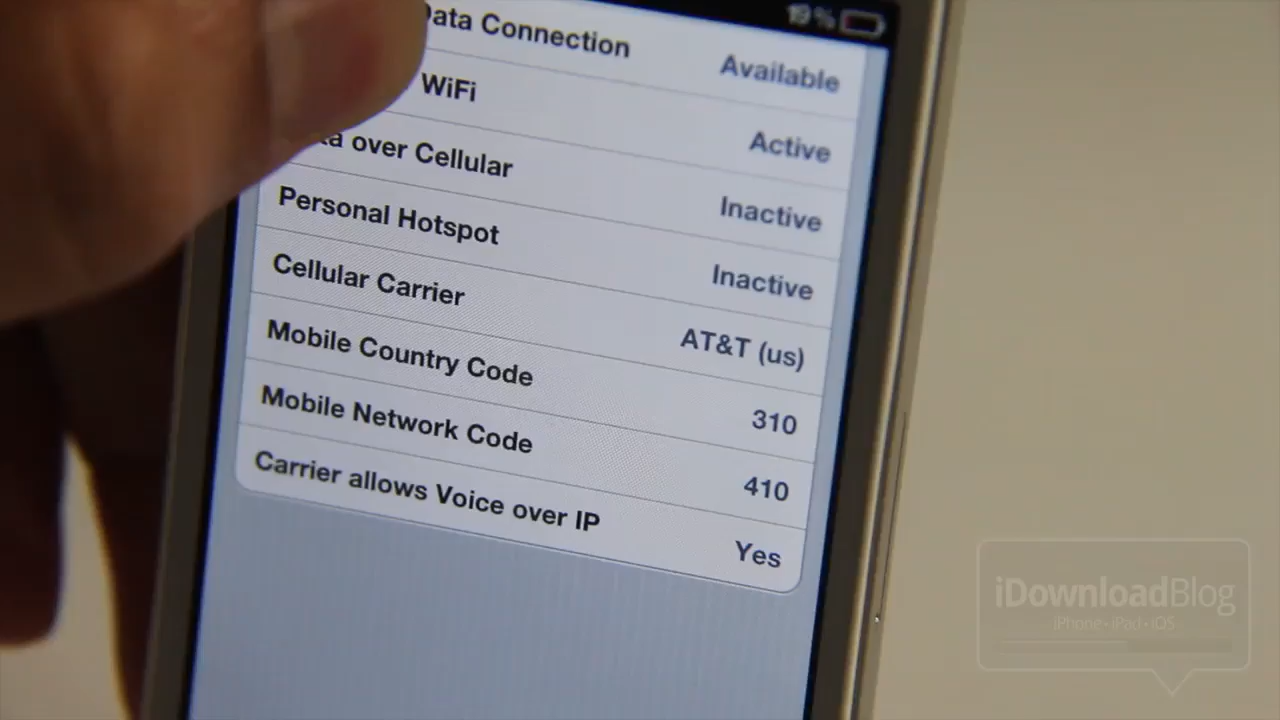 19%
Data Connection Available
WiFi Active
over Cellular Inactive
Personal Hotspot Inactive
Cellular Carrier AT&T (us)
Mobile Country Code 310
Mobile Network Code 410
Carrier allows Voice over IP Yes
iDownloadBlog
iPhone • iPad • iOS